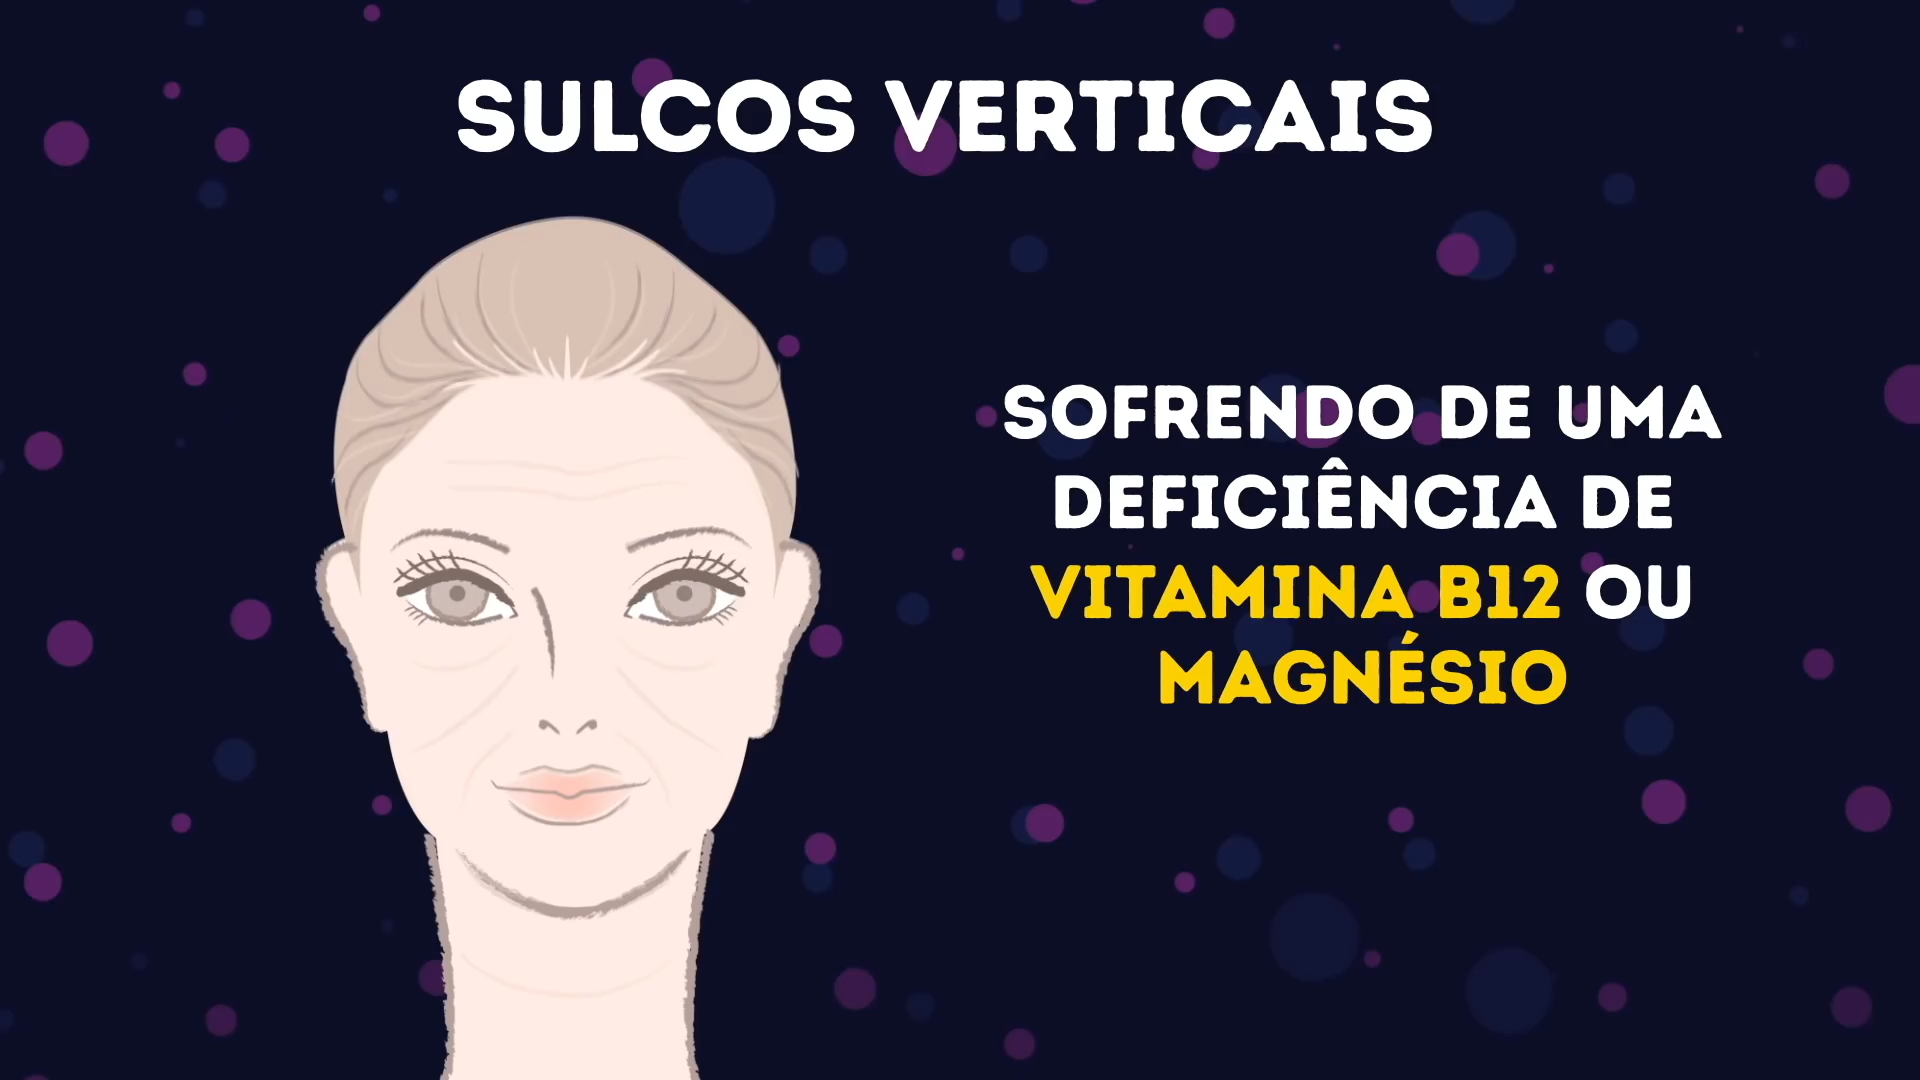 SULCOS VERTICAIS
SOFRENDO DE UMA
DEFICIÊNCIA DE
VITAMINA B12 OU
MAGNÉSIO